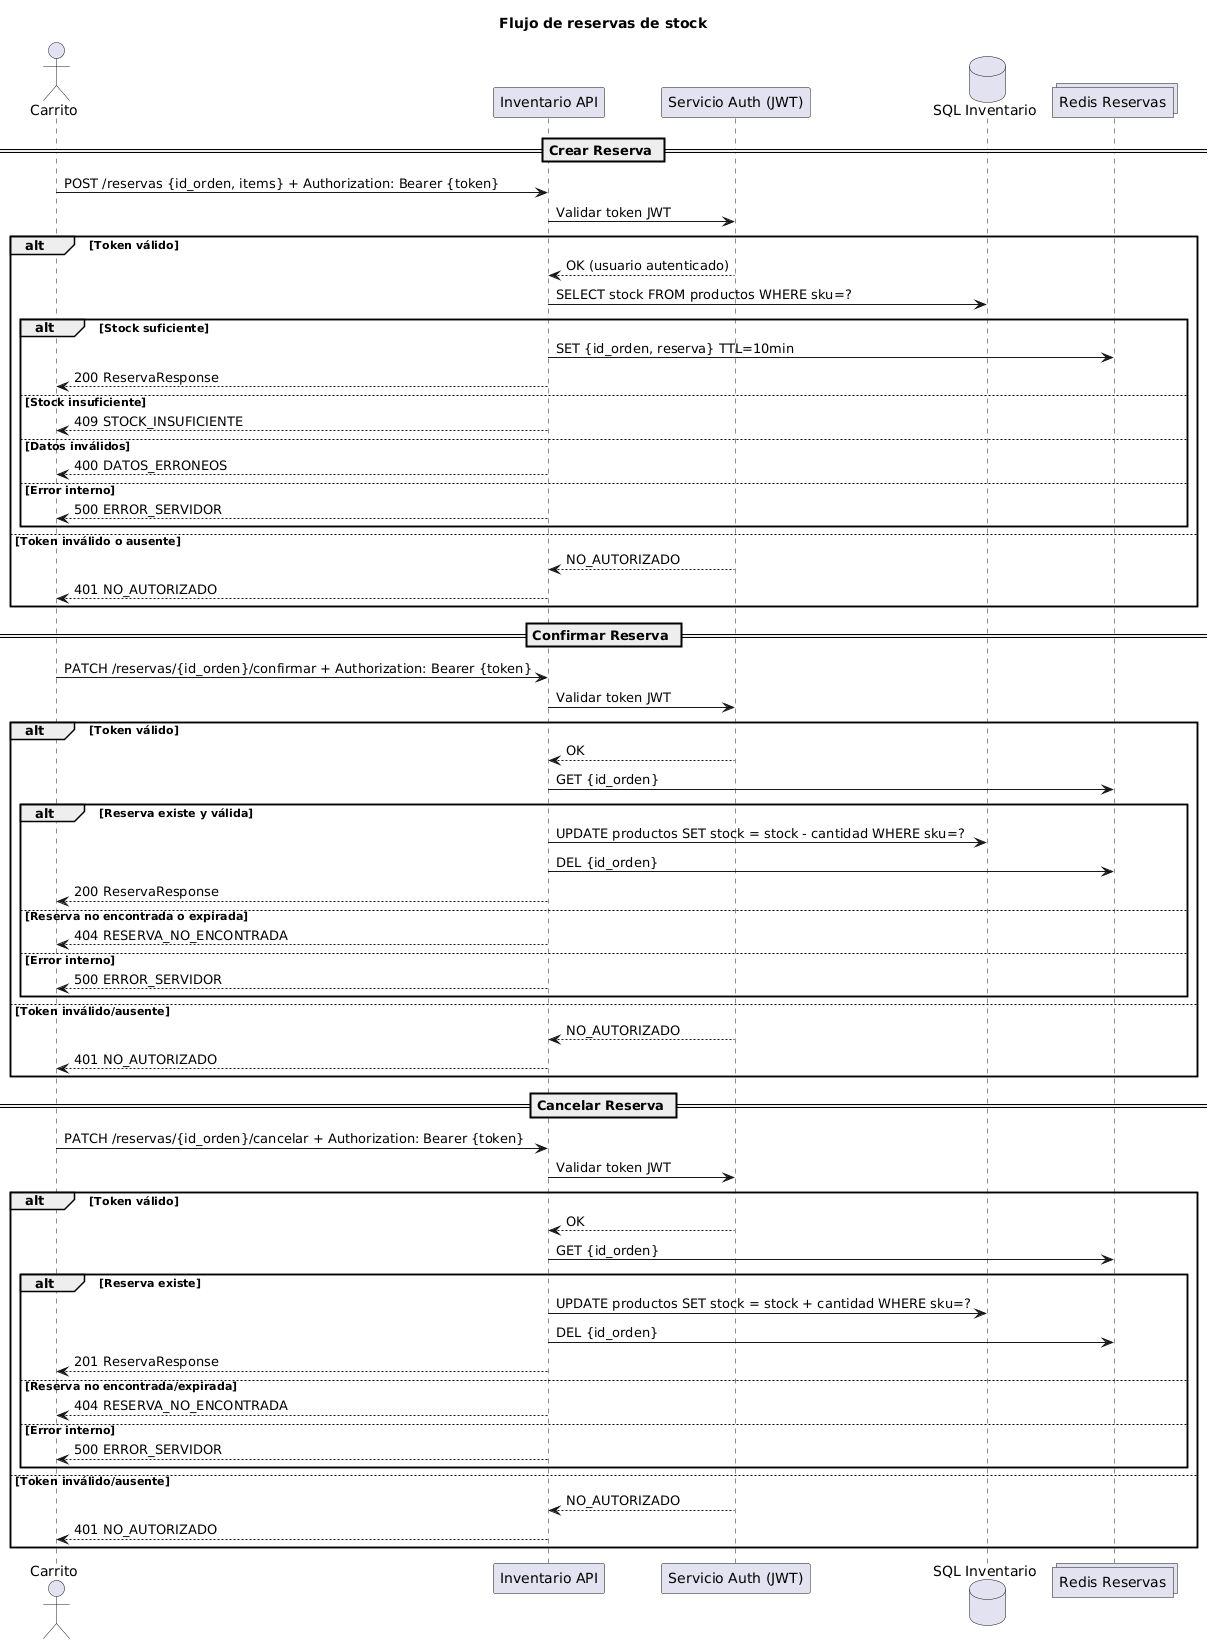 Flujo de reservas de stock
Carrito
Inventario API
Servicio Auth (JWT)
SQL Inventario
Redis Reservas
Crear Reserva
POST /reservas {id_orden, items} + Authorization: Bearer {token}
Validar token JWT
alt [Token válido]
OK (usuario autenticado)
SELECT stock FROM productos WHERE sku=?
alt [Stock suficiente]
SET {id_orden, reserva} TTL=10min
200 ReservaResponse
[Stock insuficiente]
409 STOCK_INSUFICIENTE
[Datos inválidos]
400 DATOS_ERRONEOS
[Error interno]
500 ERROR_SERVIDOR
[Token inválido o ausente]
NO_AUTORIZADO
401 NO_AUTORIZADO
Confirmar Reserva
PATCH /reservas/{id_orden}/confirmar + Authorization: Bearer {token}
Validar token JWT
alt [Token válido]
OK
GET {id_orden}
alt [Reserva existe y válida]
UPDATE productos SET stock = stock - cantidad WHERE sku=?
DEL {id_orden}
200 ReservaResponse
[Reserva no encontrada o expirada]
404 RESERVA_NO_ENCONTRADA
[Error interno]
500 ERROR_SERVIDOR
[Token inválido/ausente]
NO_AUTORIZADO
401 NO_AUTORIZADO
Cancelar Reserva
PATCH /reservas/{id_orden}/cancelar + Authorization: Bearer {token}
Validar token JWT
alt [Token válido]
OK
GET {id_orden}
alt [Reserva existe]
UPDATE productos SET stock = stock + cantidad WHERE sku=?
DEL {id_orden}
201 ReservaResponse
[Reserva no encontrada/expirada]
404 RESERVA_NO_ENCONTRADA
[Error interno]
500 ERROR_SERVIDOR
[Token inválido/ausente]
NO_AUTORIZADO
401 NO_AUTORIZADO
Carrito
Inventario API
Servicio Auth (JWT)
SQL Inventario
Redis Reservas